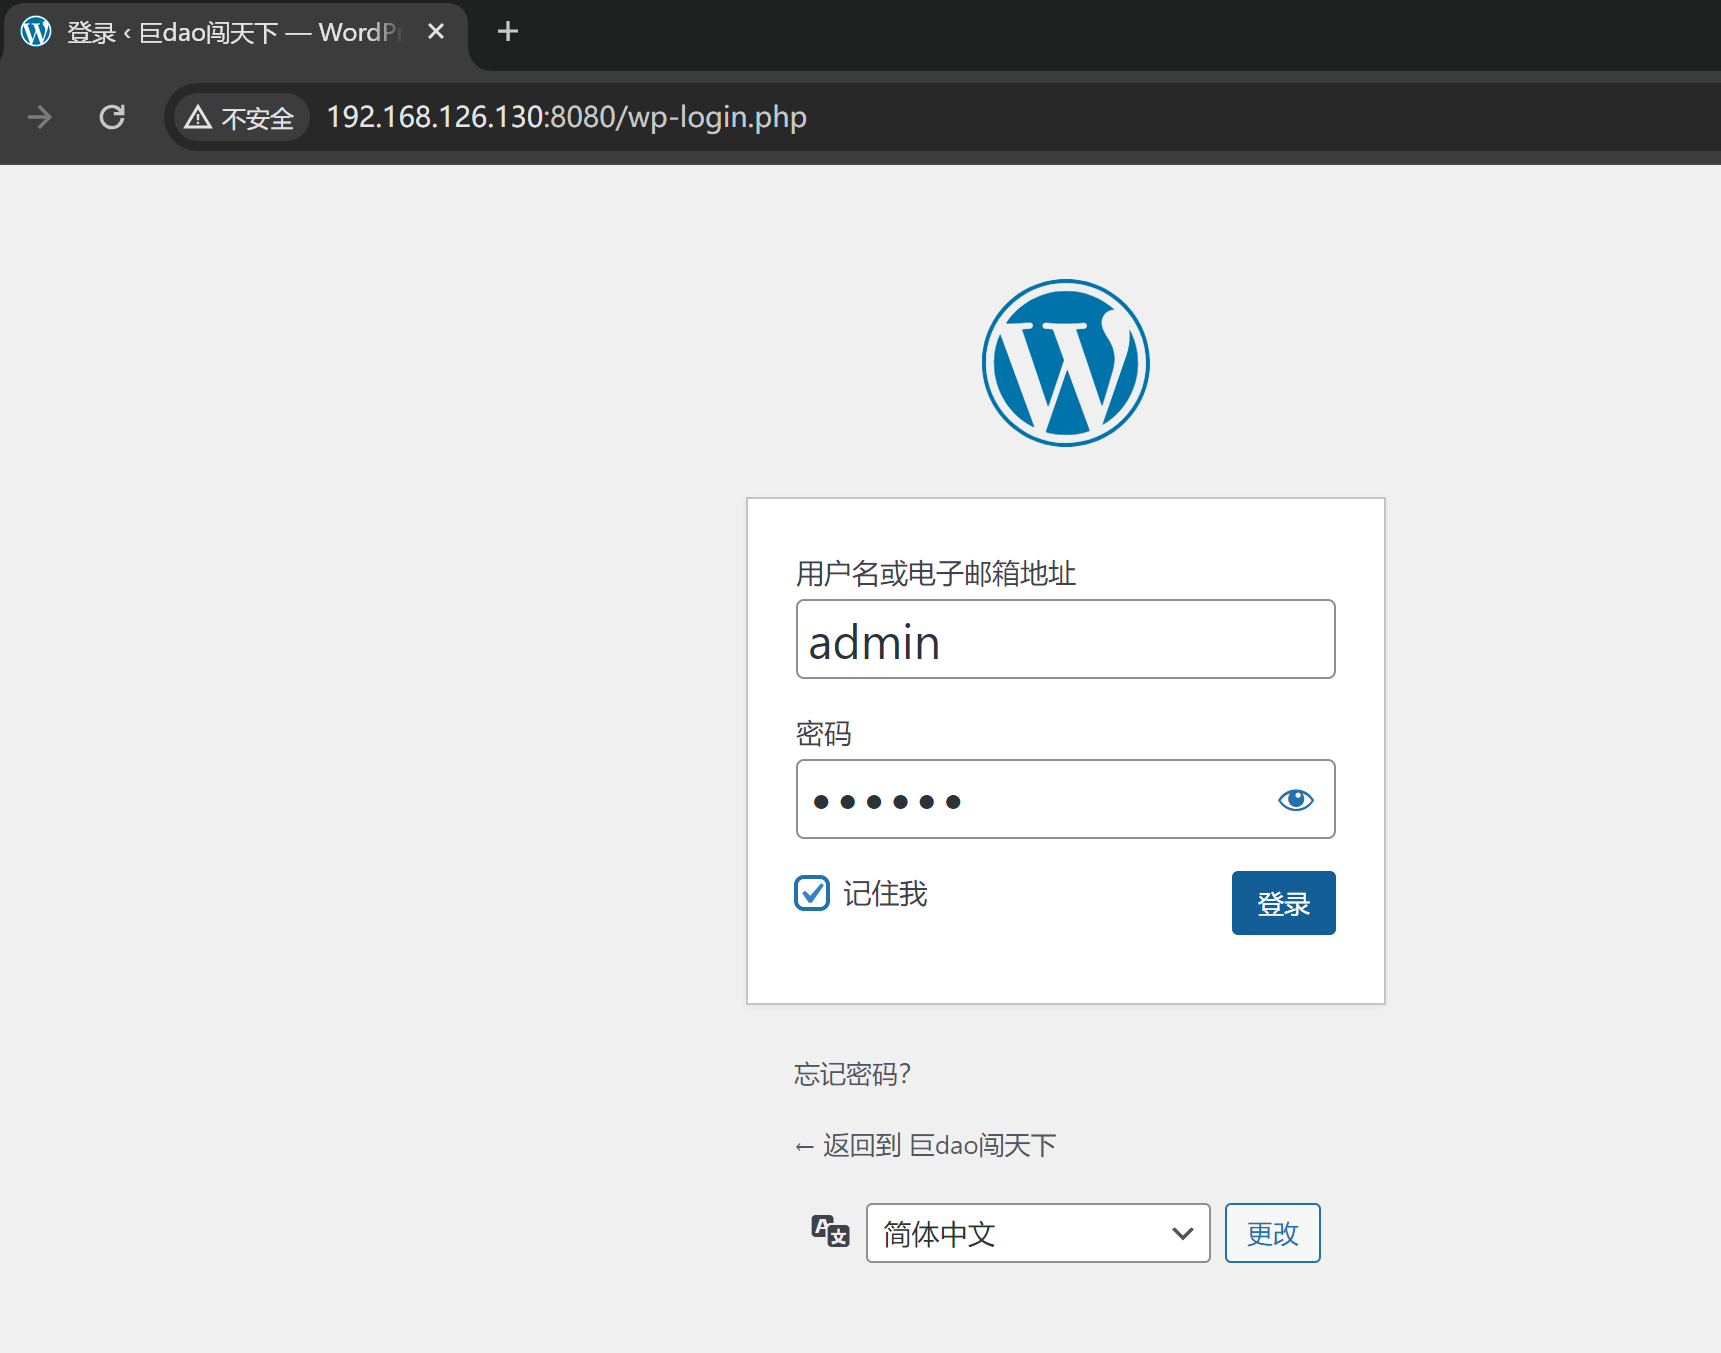 登录 ‹ 巨dao闯天下 — WordPr
不安全 192.168.126.130:8080/wp-login.php
用户名或电子邮箱地址
admin
密码
记住我
登录
忘记密码？
← 返回到 巨dao闯天下
简体中文
更改